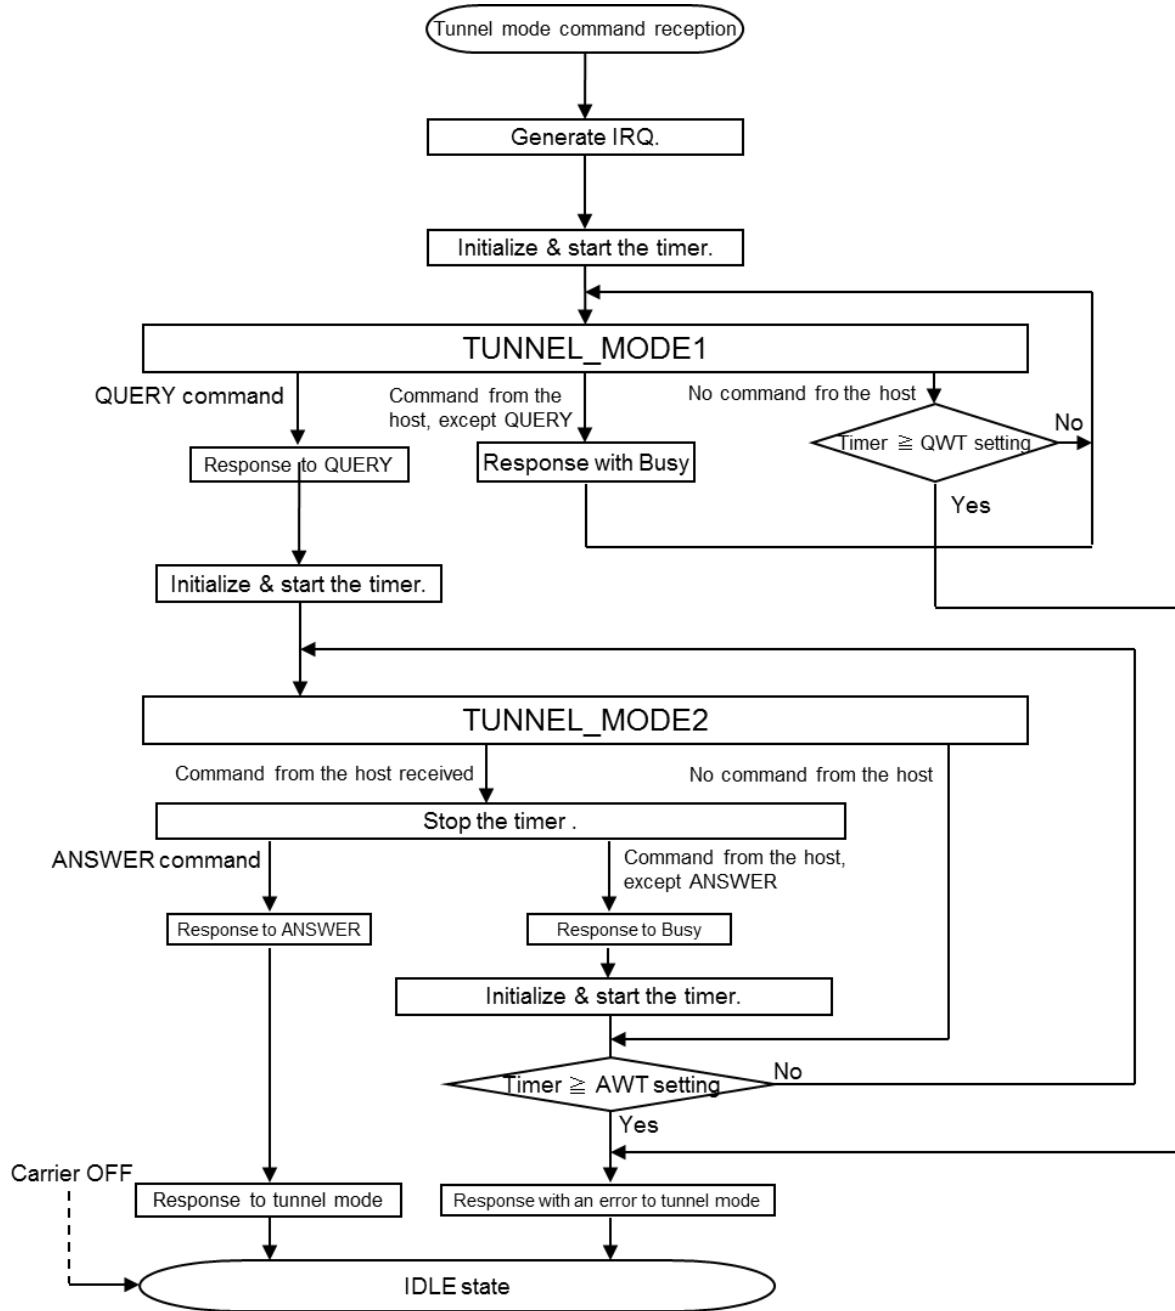 Tunnel mode command reception
Generate IRQ.
Initialize & start the timer.
TUNNEL_MODE1
QUERY command
Command from the
host, except QUERY
No command fro the host
Response to QUERY
Response with Busy
Timer ≧ QWT setting
No
Yes
Initialize & start the timer.
TUNNEL_MODE2
Command from the host received
No command from the host
Stop the timer .
ANSWER command
Command from the host,
except ANSWER
Response to ANSWER
Response to Busy
Initialize & start the timer.
Timer ≧ AWT setting
No
Yes
Carrier OFF
Response to tunnel mode
Response with an error to tunnel mode
IDLE state